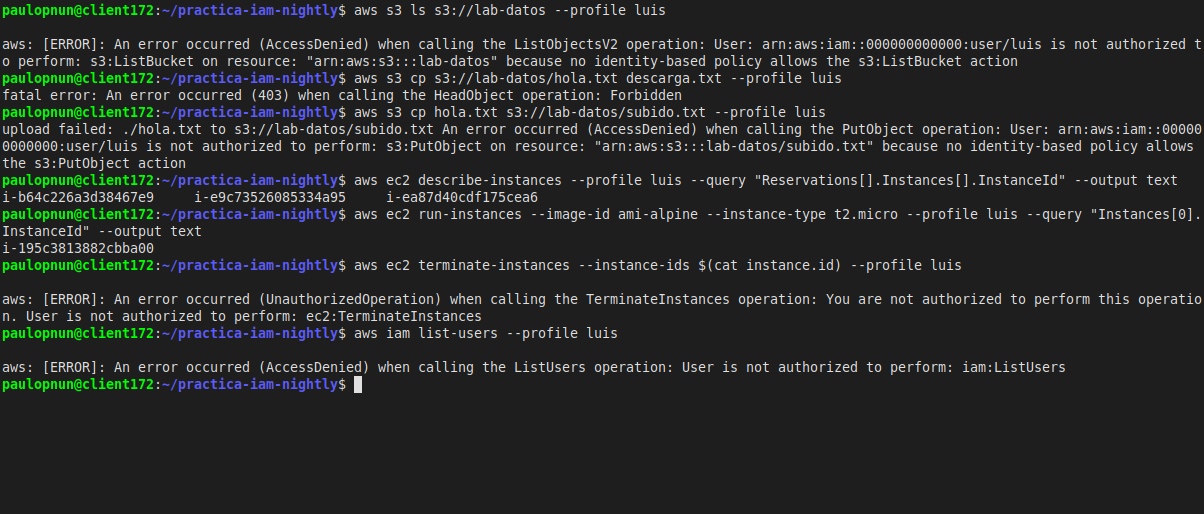 paulopnun@client172:~/practica-iam-nightly$ aws s3 ls s3://lab-datos --profile luis
aws: [ERROR]: An error occurred (AccessDenied) when calling the ListObjectsV2 operation: User: arn:aws:iam::000000000000:user/luis is not authorized t
o perform: s3:ListBucket on resource: "arn:aws:s3:::lab-datos" because no identity-based policy allows the s3:ListBucket action
paulopnun@client172:~/practica-iam-nightly$ aws s3 cp s3://lab-datos/hola.txt descarga.txt --profile luis
fatal error: An error occurred (403) when calling the HeadObject operation: Forbidden
paulopnun@client172:~/practica-iam-nightly$ aws s3 cp hola.txt s3://lab-datos/subido.txt --profile luis
upload failed: ./hola.txt to s3://lab-datos/subido.txt An error occurred (AccessDenied) when calling the PutObject operation: User: arn:aws:iam::00000
0000000:user/luis is not authorized to perform: s3:PutObject on resource: "arn:aws:s3:::lab-datos/subido.txt" because no identity-based policy allows
the s3:PutObject action
paulopnun@client172:~/practica-iam-nightly$ aws ec2 describe-instances --profile luis --query "Reservations[].Instances[].InstanceId" --output text
i-b64c226a3d38467e9     i-e9c73526085334a95     i-ea87d40cdf175cea6
paulopnun@client172:~/practica-iam-nightly$ aws ec2 run-instances --image-id ami-alpine --instance-type t2.micro --profile luis --query "Instances[0].
InstanceId" --output text
i-195c3813882cbba00
paulopnun@client172:~/practica-iam-nightly$ aws ec2 terminate-instances --instance-ids $(cat instance.id) --profile luis
aws: [ERROR]: An error occurred (UnauthorizedOperation) when calling the TerminateInstances operation: You are not authorized to perform this operatio
n. User is not authorized to perform: ec2:TerminateInstances
paulopnun@client172:~/practica-iam-nightly$ aws iam list-users --profile luis
aws: [ERROR]: An error occurred (AccessDenied) when calling the ListUsers operation: User is not authorized to perform: iam:ListUsers
paulopnun@client172:~/practica-iam-nightly$